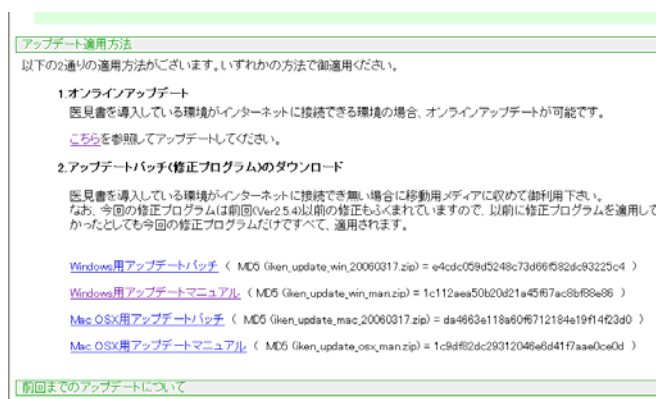 アップデート適用方法
以下の2通りの適用方法がございます。いずれかの方法で御適用ください。
1.オンラインアップデート
医見書を導入している環境がインターネットに接続できる環境の場合、オンラインアップデートが可能です。
こちらを参照してアップデートしてください。
2.アップデートパッチ(修正プログラム)のダウンロード
医見書を導入している環境がインターネットに接続でき無い場合に移動用メディアに収めて御利用下さい。
なお、今回の修正プログラムは前回(Ver2.5.4)以前の修正もふくまれていますので、以前に修正プログラムを適用して
かったとしても今回の修正プログラムだけですべて、適用されます。
Windows用アップデートパッチ ( MD5 (iken_update_win_20060317.zip) = e4cdc059d5248c73d66f582dc93225c4 )
Windows用アップデートマニュアル ( MD5 (iken_update_win_man.zip) = 1c112aea50b20d21a45f67ac8bf88e86 )
Mac OSX用アップデートパッチ ( MD5 (iken_update_mac_20060317.zip) = da4663e118a60f6712184e19f14f23d0 )
Mac OSX用アップデートマニュアル ( MD5 (iken_update_osx_man.zip) = 1c9df82dc29312046e6d41f7aae0ce0d )
前回までのアップデートについて